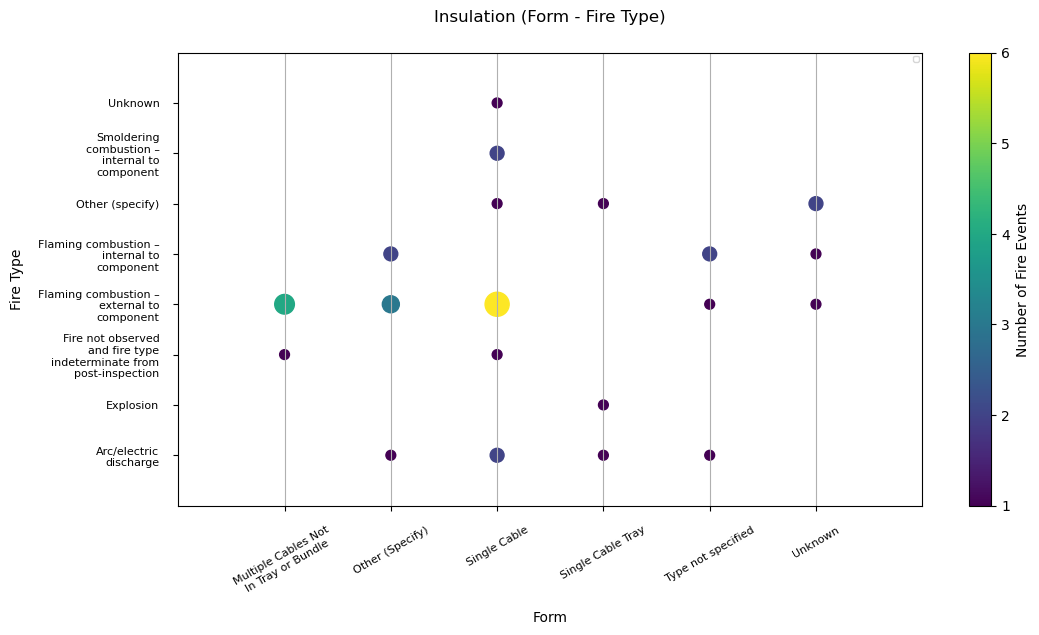 Insulation (Form - Fire Type)
Fire Type
Unknown
Smoldering
combustion –
internal to
component
Other (specify)
Flaming combustion –
internal to
component
Flaming combustion –
external to
component
Fire not observed
and fire type
indeterminate from
post-inspection
Explosion
Arc/electric
discharge
Multiple Cables Not
In Tray or Bundle
Other (Specify)
Single Cable
Single Cable Tray
Type not specified
Unknown
Form
6
5
4
3
2
1
Number of Fire Events